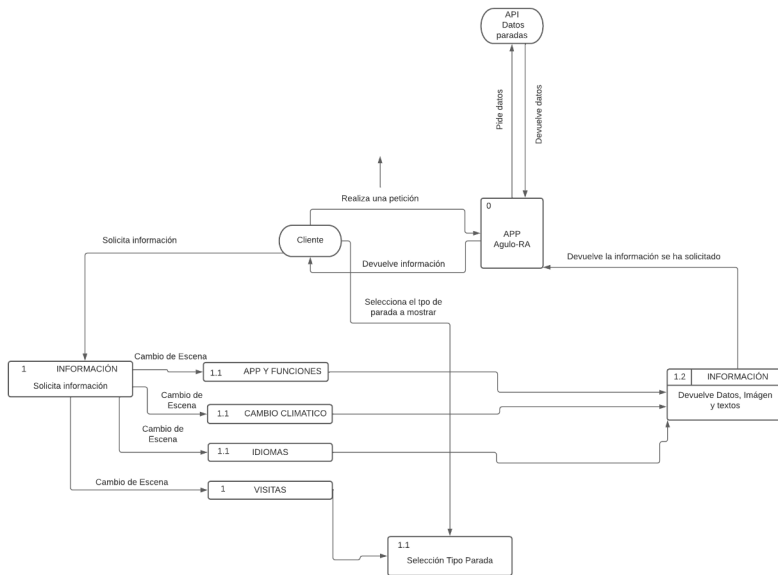 API
Datos
paradas
Pide datos
Devuelve datos
Realiza una petición
0
APP
Agulo-RA
Cliente
Solicita información
Devuelve información
Devuelve la información se ha solicitado
Selecciona el tpo de
parada a mostrar
1 INFORMACIÓN
Solicita información
Cambio de Escena
1.1 APP Y FUNCIONES
1.2 INFORMACIÓN
Devuelve Datos, Imágen
y textos
Cambio de
Escena
1.1 CAMBIO CLIMATICO
Cambio de
Escena
1.1 IDIOMAS
Cambio de Escena
1 VISITAS
1.1
Selección Tipo Parada